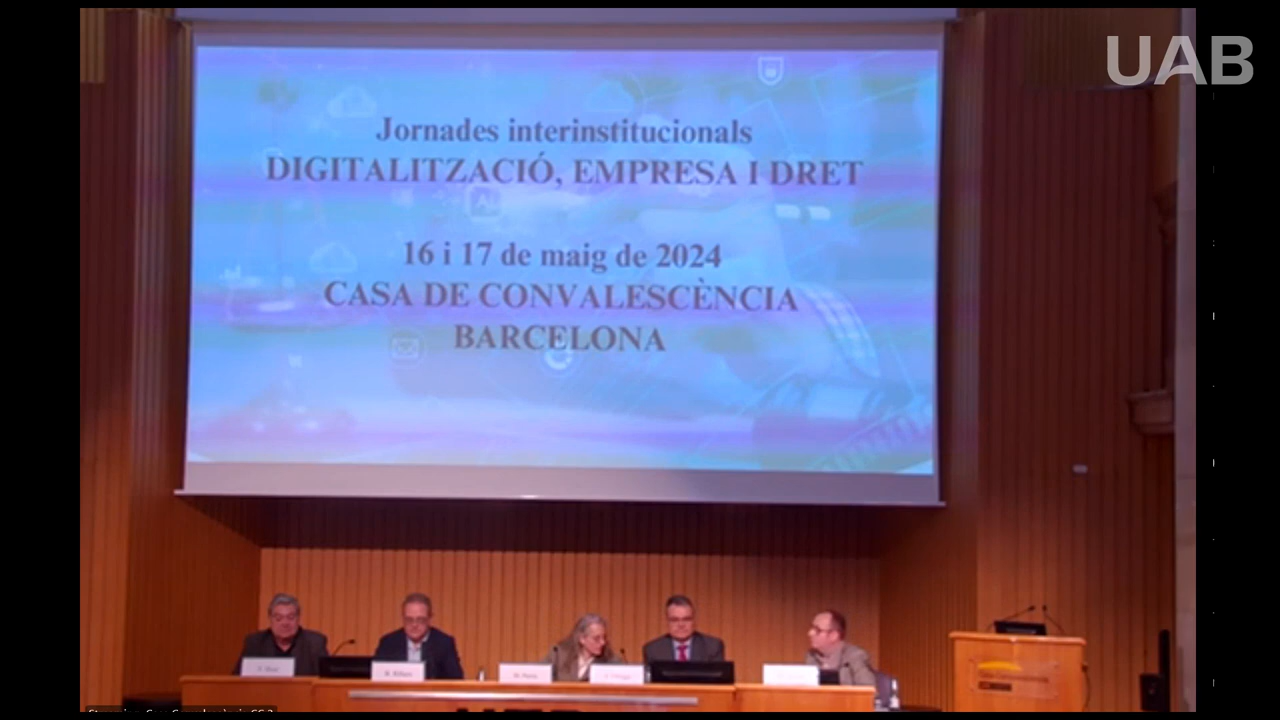 UAB
Jornades interinstitucionals
DIGITALITZACIÓ, EMPRESA I DRET
16 i 17 de maig de 2024
CASA DE CONVALESCÈNCIA
BARCELONA